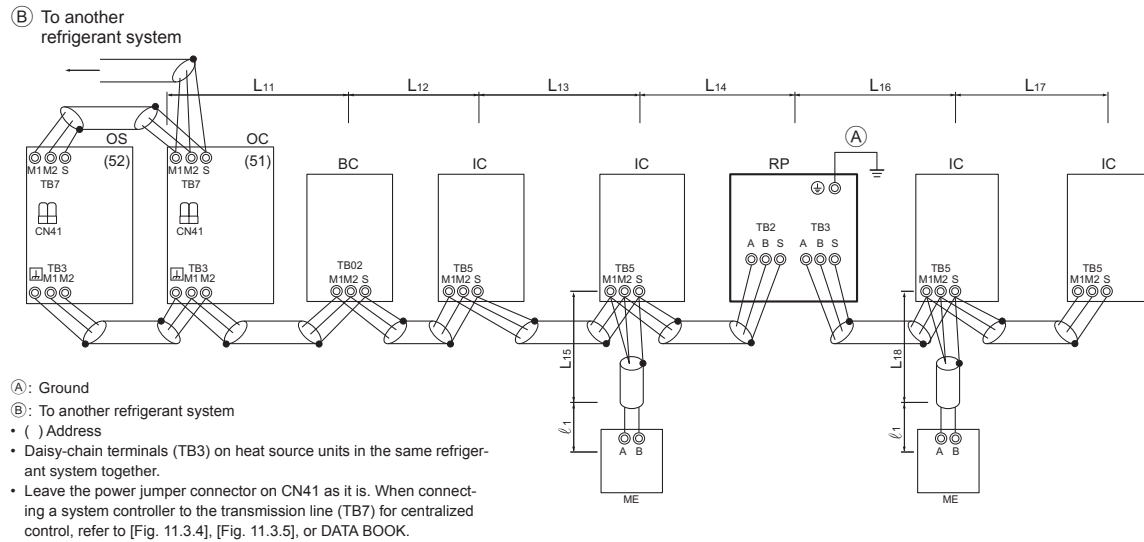 Ⓑ To another
refrigerant system
L11 L12 L13 L14 L16 L17
Ⓐ
OS OC BC IC IC RP IC IC
(52) (51)
M1 M2 S M1 M2 S
TB7 TB7
CN41 CN41
TB2 TB3
A B S A B S
TB3 TB3 TB02 TB5 TB5 TB5 TB5
M1 M2 M1 M2 M1 M2 S M1 M2 S M1 M2 S M1 M2 S M1 M2 S
L15 L18
ℓ1 ℓ1
A B A B
ME ME
Ⓐ: Ground
Ⓑ: To another refrigerant system
• ( ) Address
• Daisy-chain terminals (TB3) on heat source units in the same refriger-
ant system together.
• Leave the power jumper connector on CN41 as it is. When connect-
ing a system controller to the transmission line (TB7) for centralized
control, refer to [Fig. 11.3.4], [Fig. 11.3.5], or DATA BOOK.